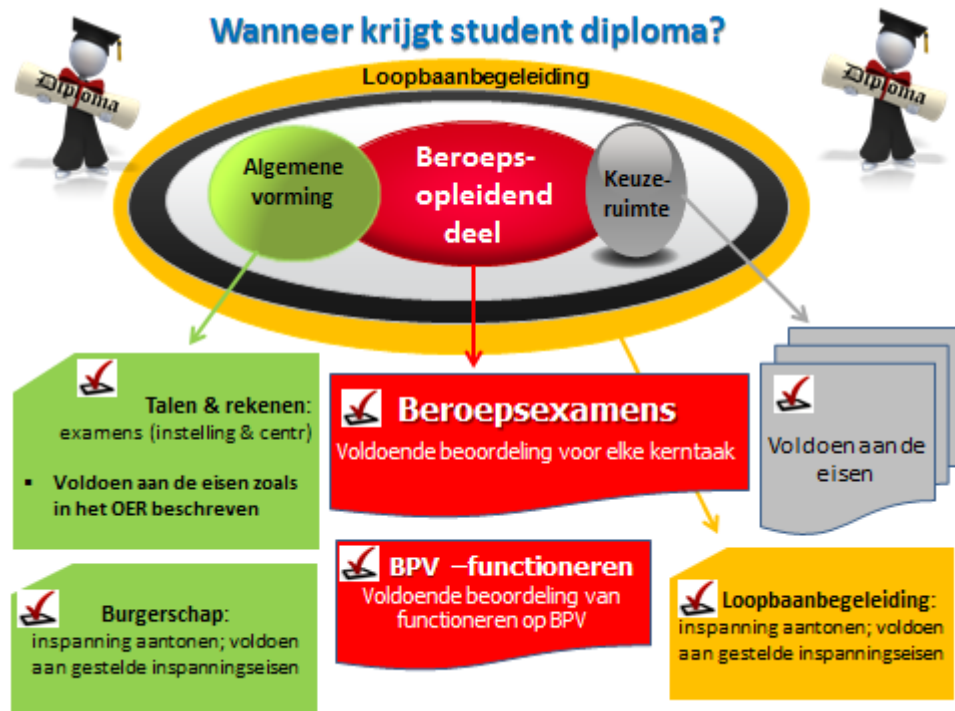 Wanneer krijgt student diploma?
Diploma
Diploma
Loopbaanbegeleiding
Algemene
vorming
Beroeps-
opleidend
deel
Keuze-
ruimte
Talen & rekenen:
examens (instelling & centr)
▪ Voldoen aan de eisen zoals
in het OER beschreven
Beroepsexamens
Voldoende beoordeling voor elke kerntaak
Voldoen aan de
eisen
BPV –functioneren
Voldoende beoordeling van
functioneren op BPV
Burgerschap:
inspanning aantonen; voldoen
aan gestelde inspanningseisen
Loopbaanbegeleiding:
inspanning aantonen; voldoen
aan gestelde inspanningseisen